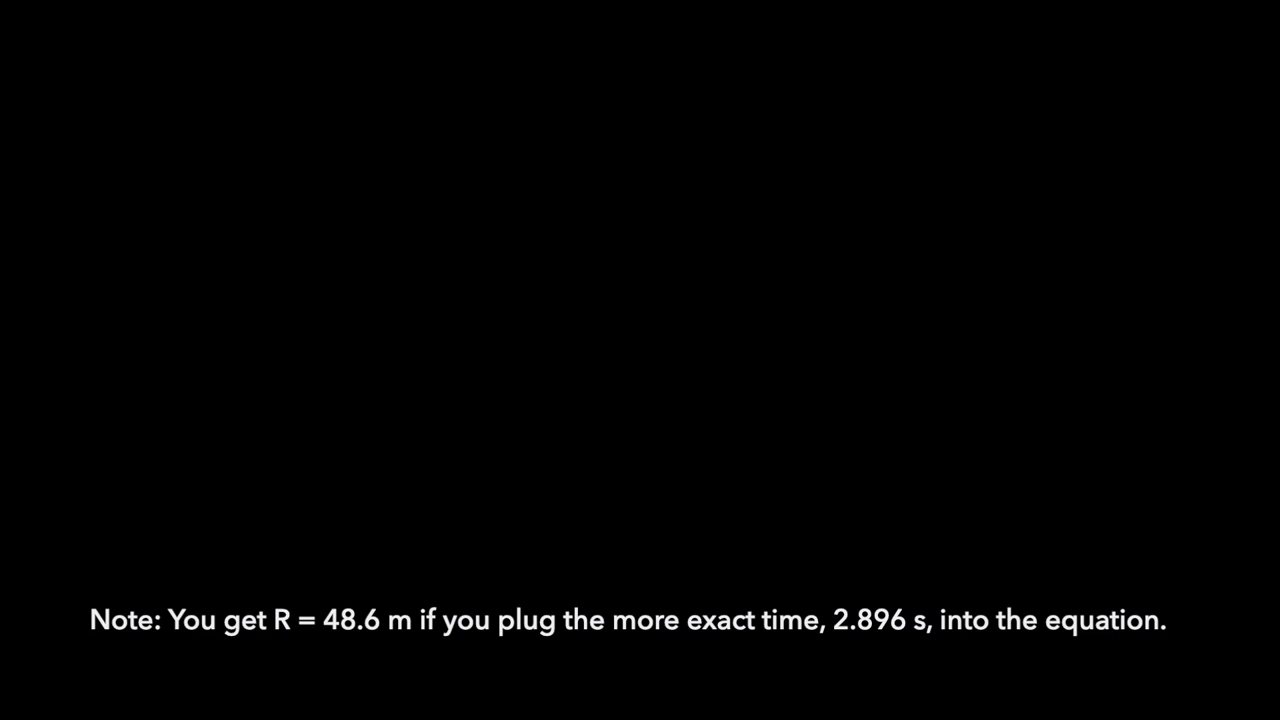 Note: You get R = 48.6 m if you plug the more exact time, 2.896 s, into the equation.